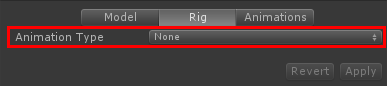 Model Rig Animations
Animation Type None
Revert Apply